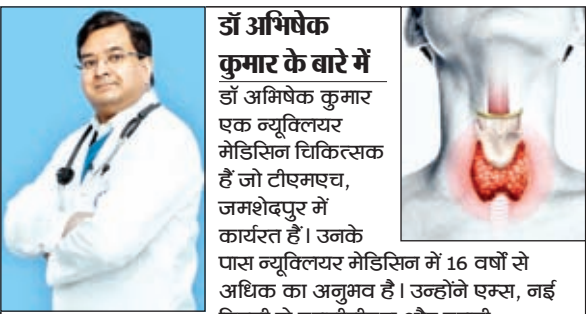 डॉ अभिषेक
कुमार के बारे में
डॉ अभिषेक कुमार
एक न्यूक्लियर
मेडिसिन चिकित्सक
हैं जो टीएमएच,
जमशेदपुर में
कार्यरत हैं। उनके
पास न्यूक्लियर मेडिसिन में 16 वर्षों से
अधिक का अनुभव है। उन्होंने एम्स, नई